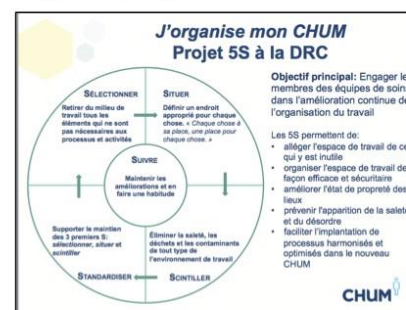 J'organise mon CHUM
Projet 5S à la DRC
SÉLECTIONNER
Retirer du milieu de
travail tous les
éléments qui ne sont
pas nécessaires aux
processus et activités
SITUER
Définir un endroit
approprié pour chaque
chose. « Chaque chose à
sa place, une place pour
chaque chose. »
SUIVRE
Maintenir les
améliorations et en
faire une habitude
Supporter le maintien
des 3 premiers S:
sélectionner, situer et
scintiller
STANDARDISER
Éliminer la saleté, les
déchets et les contaminants
de tout type de
l'environnement de travail
SCINTILLER
Objectif principal: Engager le
membres des équipes de soins
dans l'amélioration continue de
l'organisation du travail
Les 5S permettent de:
• alléger l'espace de travail de ce
qui y est inutile
• organiser l'espace de travail de
façon efficace et sécuritaire
• améliorer l'état de propreté des
lieux
• prévenir l'apparition de la saleté
et du désordre
• faciliter l'implantation de
processus harmonisés et
optimisés dans le nouveau
CHUM
CHUM